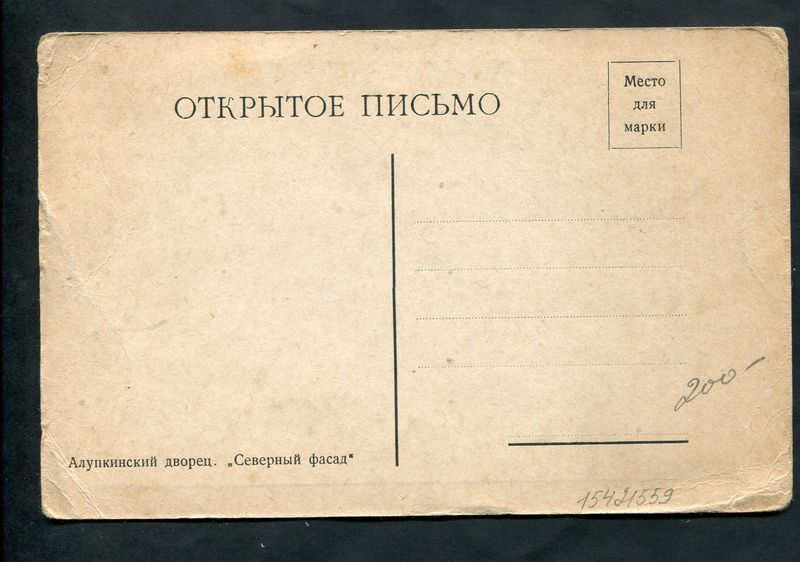 ОТКРЫТОЕ ПИСЬМО
Место
для
марки
200-
Алупкинский дворец. „Северный фасад"
15421559